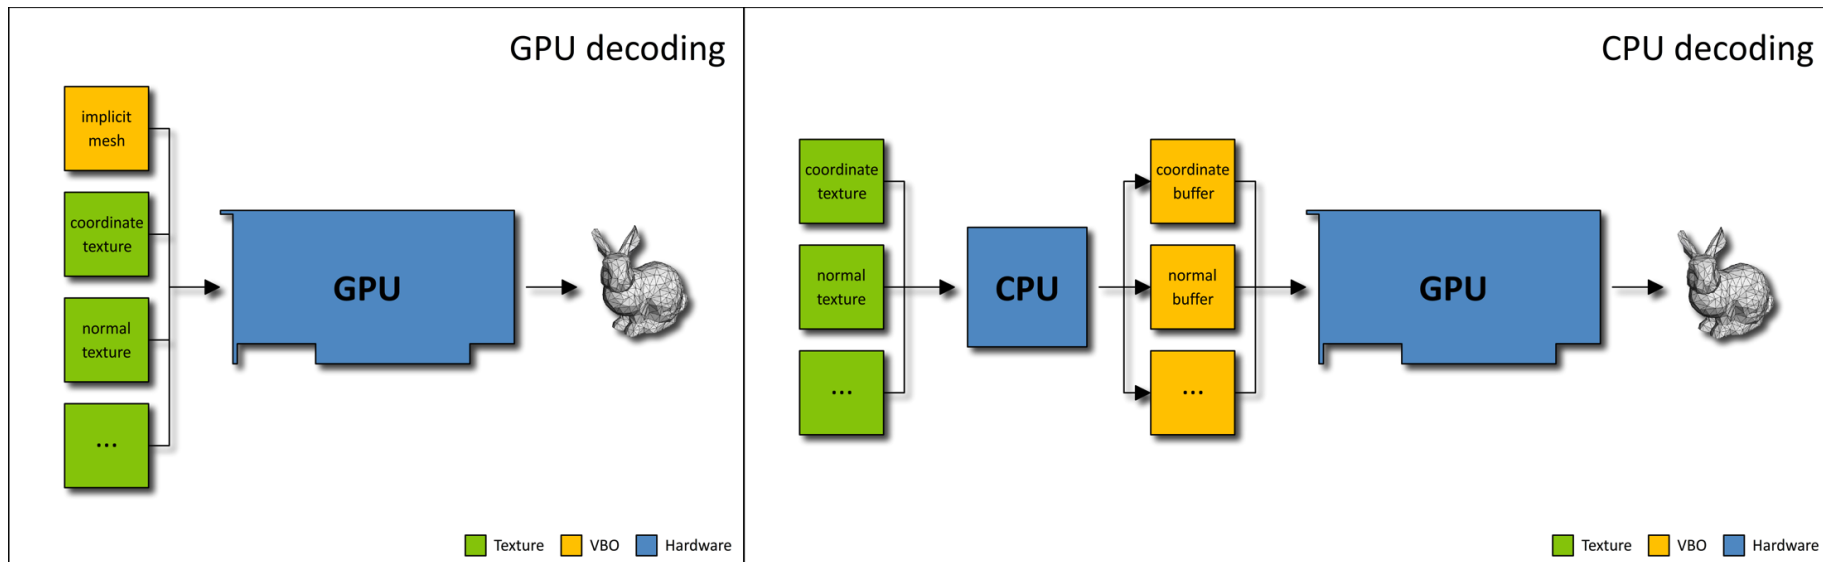 GPU decoding
implicit
mesh
coordinate
texture
normal
texture
...
GPU
Texture
VBO
Hardware
CPU decoding
coordinate
texture
normal
texture
...
CPU
coordinate
buffer
normal
buffer
...
GPU
Texture
VBO
Hardware